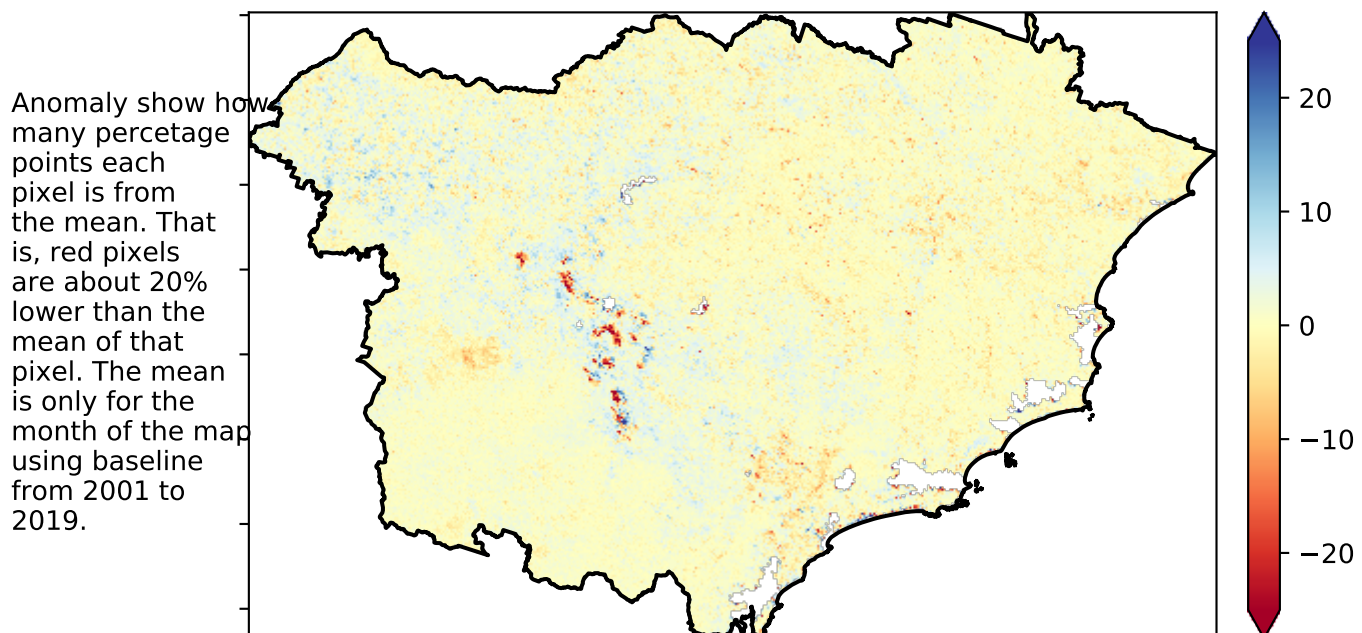 Anomaly show how
many percetage
points each
pixel is from
the mean. That
is, red pixels
are about 20%
lower than the
mean of that
pixel. The mean
is only for the
month of the map
using baseline
from 2001 to
2019.
20
10
0
−10
−20